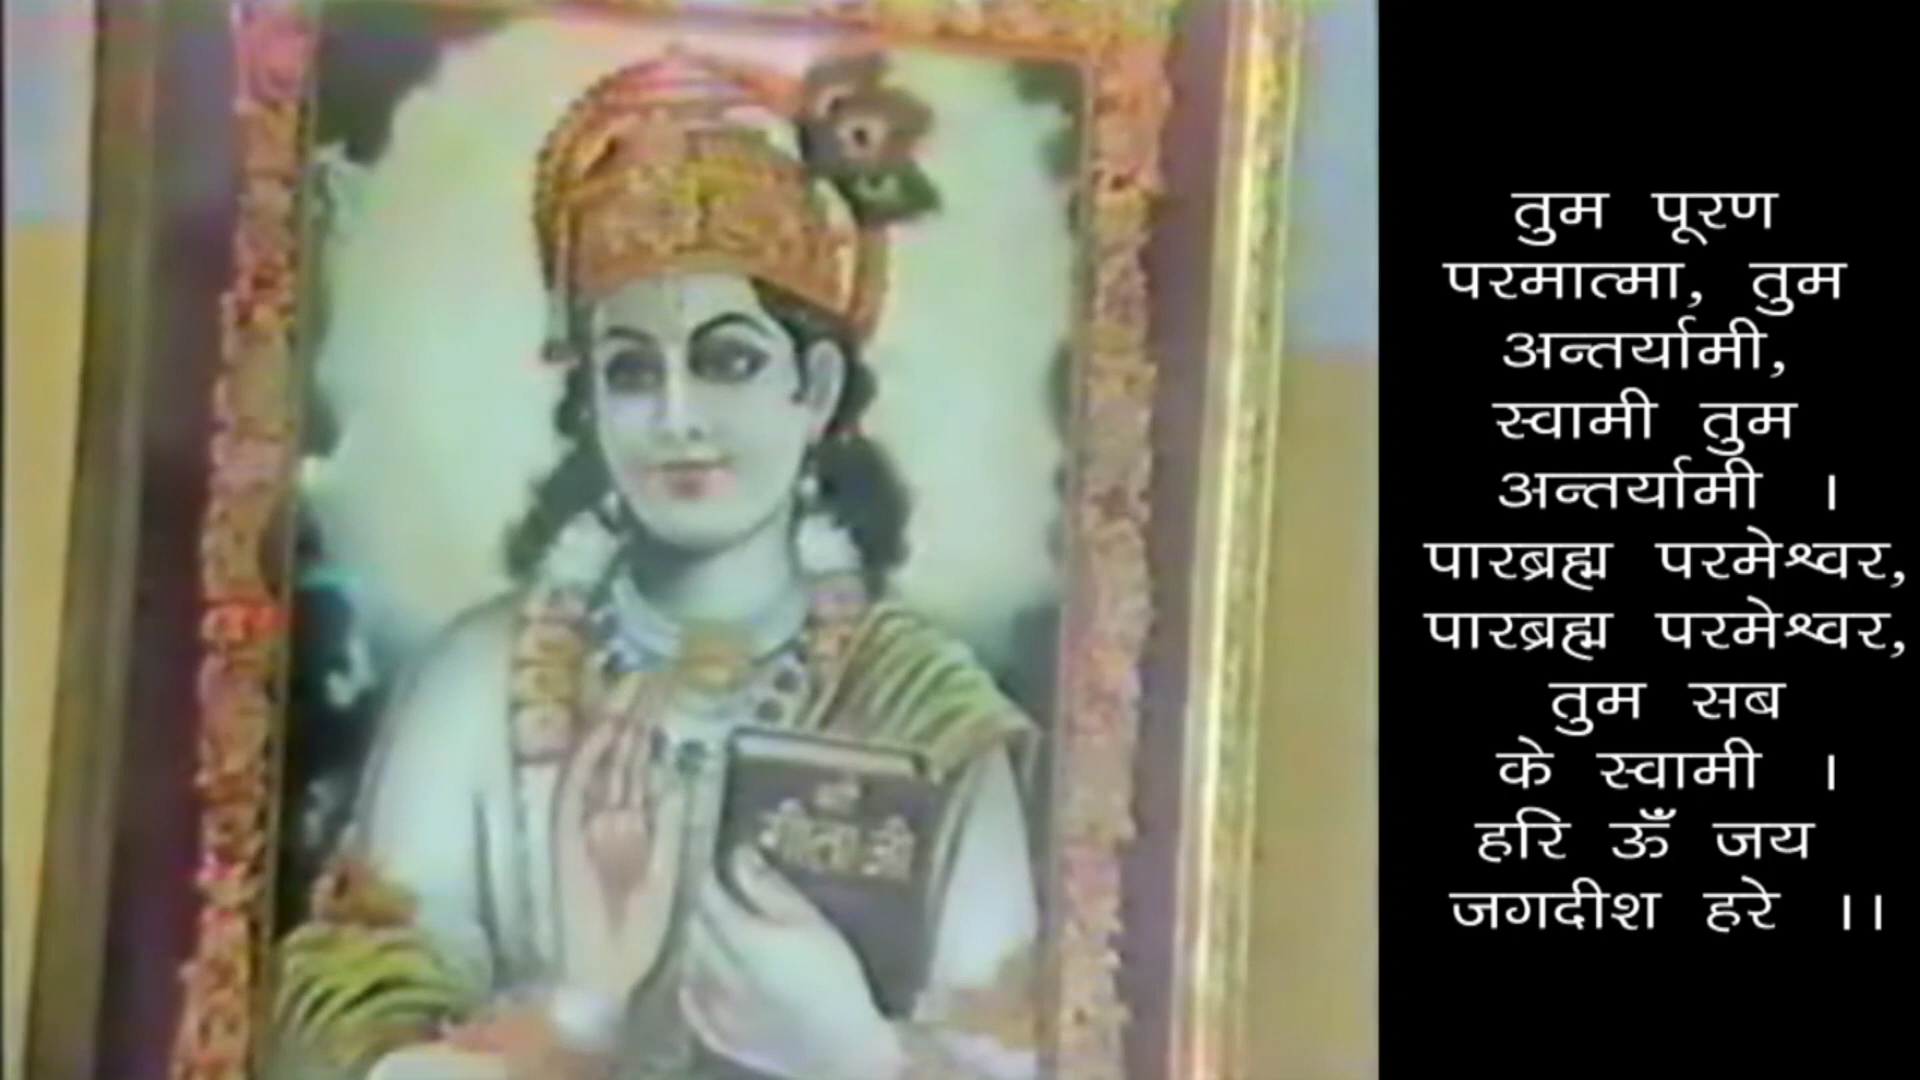 गीता जी
तुम पूरण
परमात्मा, तुम
अन्तर्यामी,
स्वामी तुम
अन्तर्यामी ।
पारब्रह्म परमेश्वर,
पारब्रह्म परमेश्वर,
तुम सब
के स्वामी ।
हरि ऊँ जय
जगदीश हरे ।।